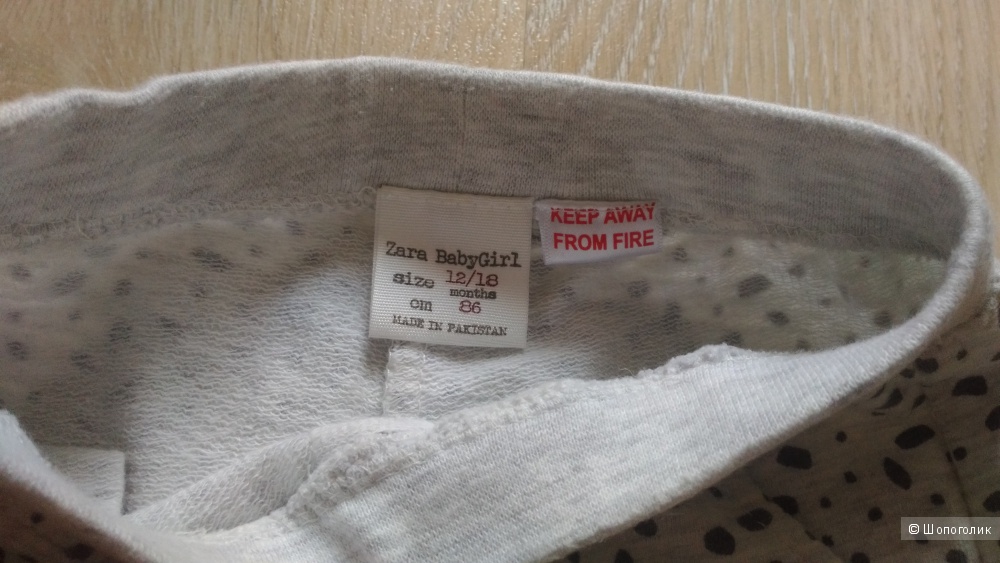 Zara BabyGirl
size 12/18
months
cm 86
MADE IN PAKISTAN
KEEP AWAY
FROM FIRE
© Шопоголик